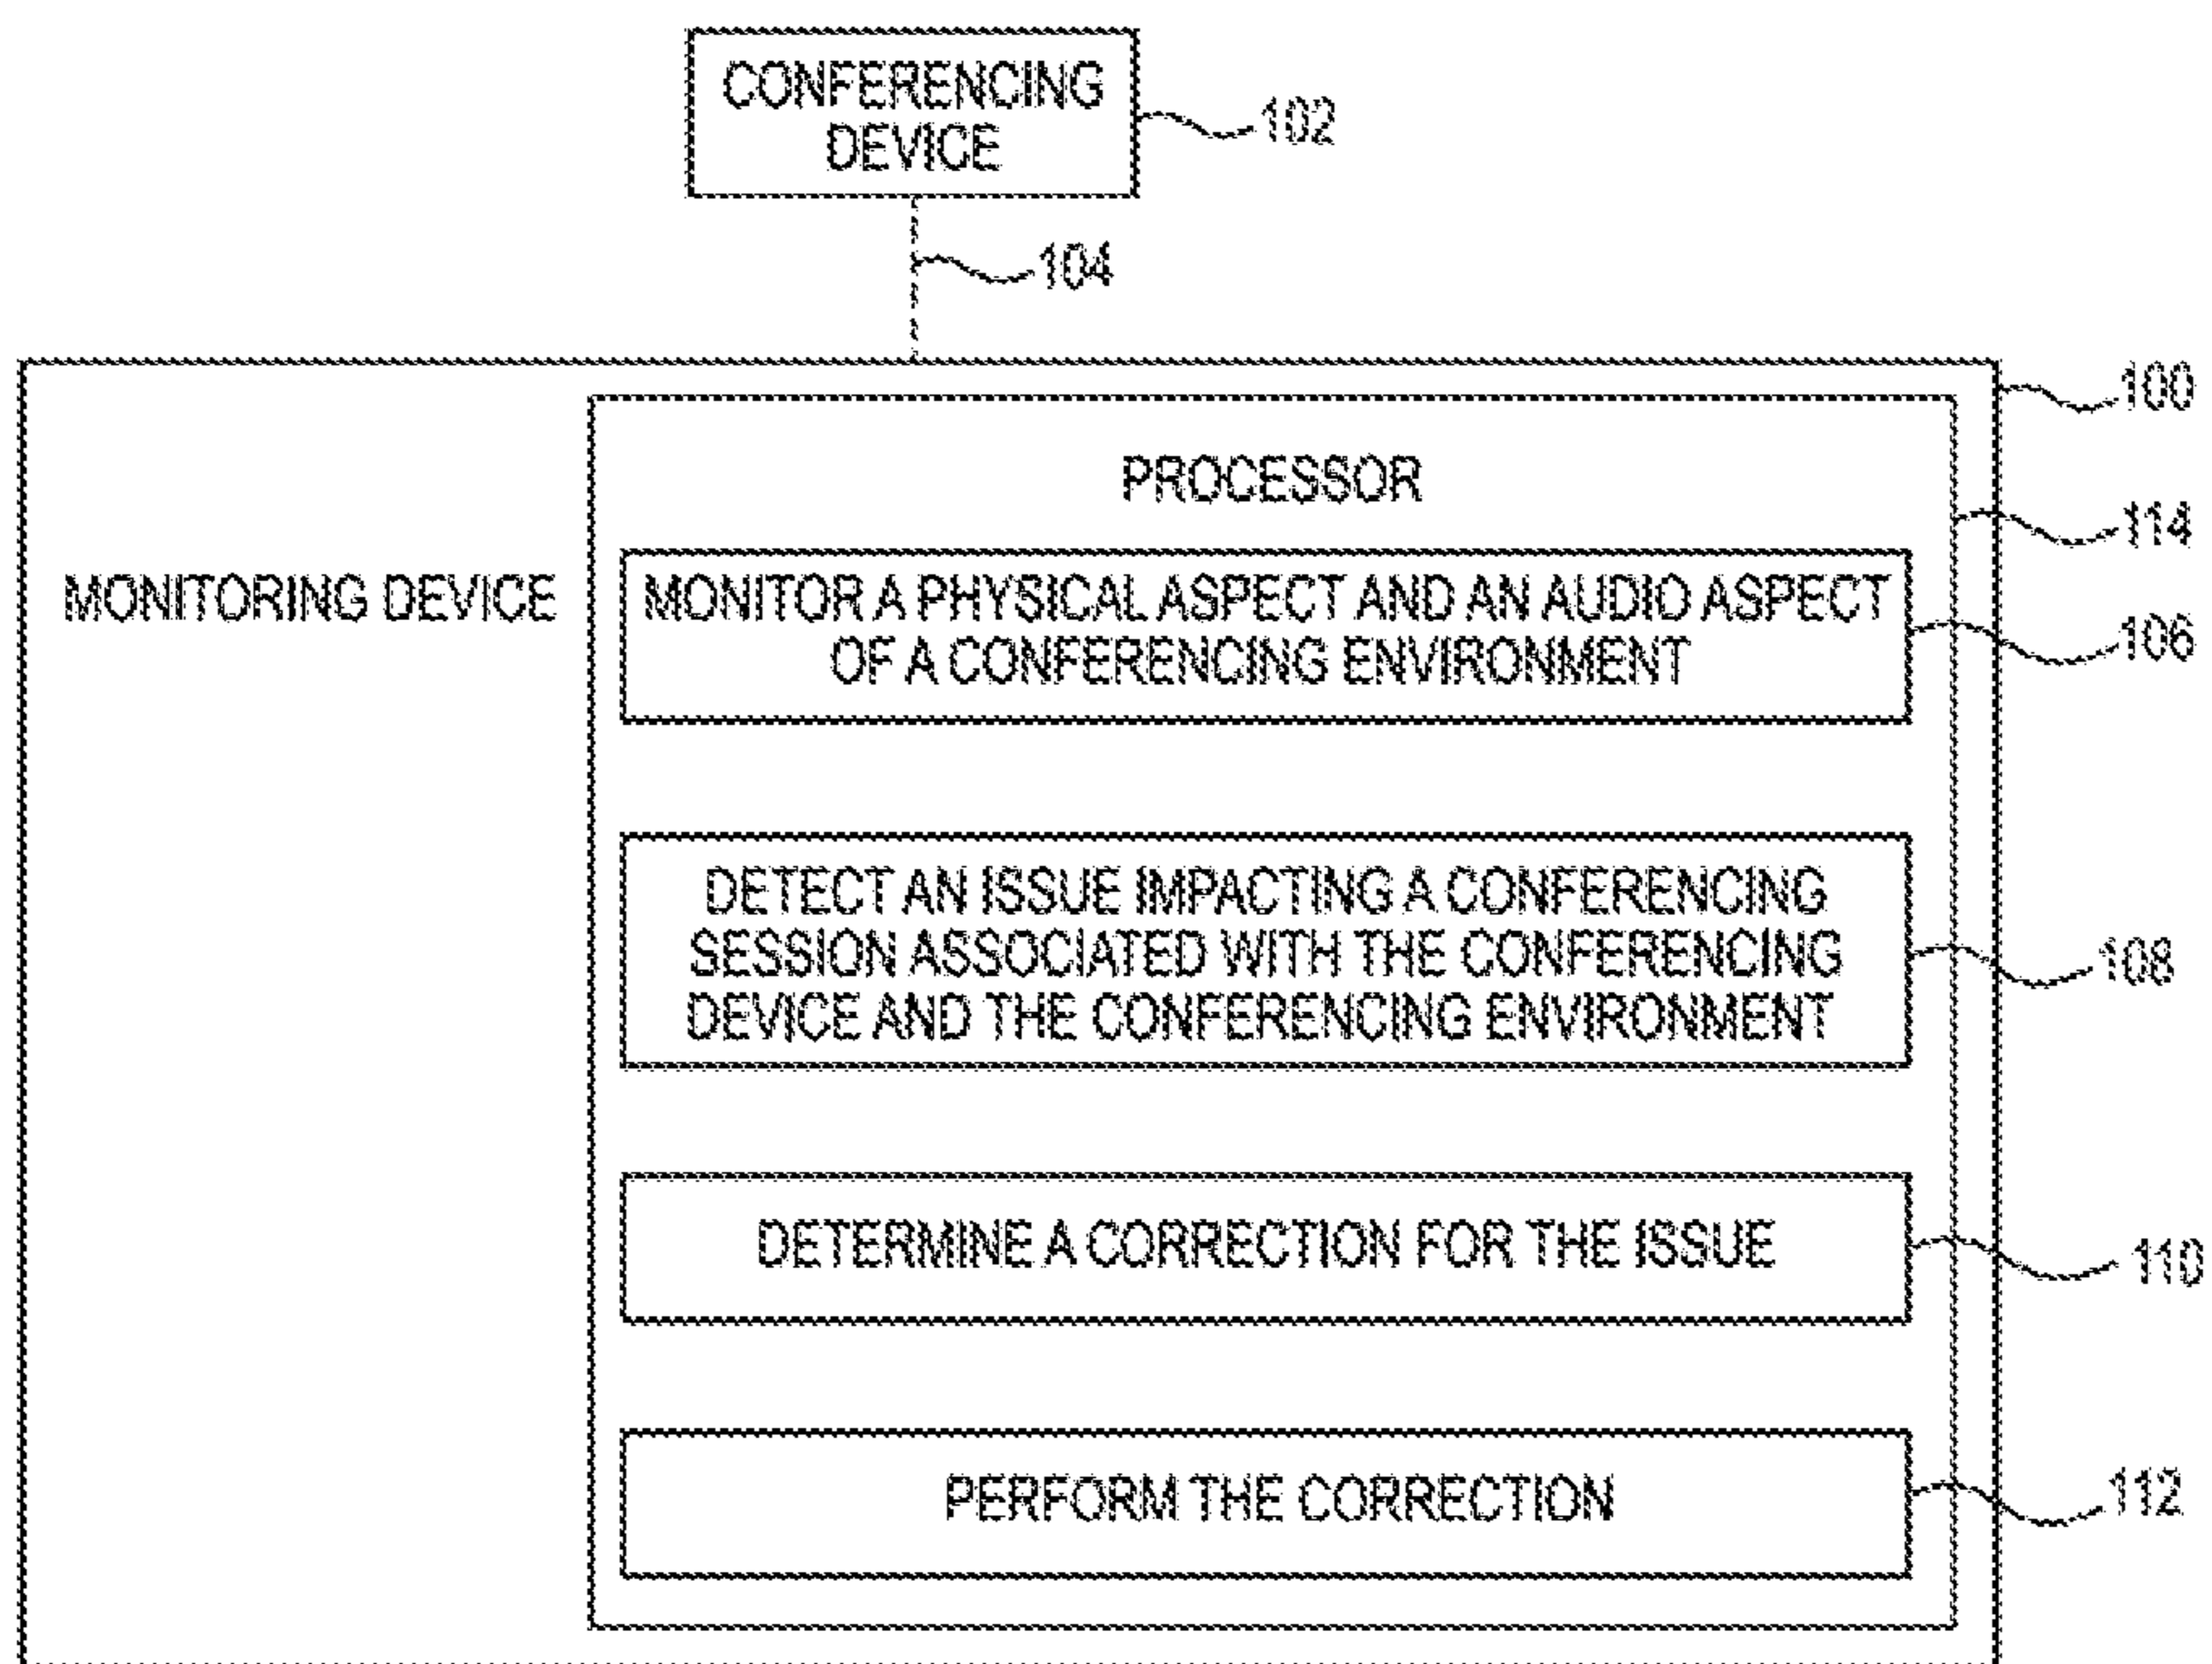 CONFERENCING
DEVICE
102
104
100
PROCESSOR
114
MONITORING DEVICE
MONITOR A PHYSICAL ASPECT AND AN AUDIO ASPECT
OF A CONFERENCING ENVIRONMENT
106
DETECT AN ISSUE IMPACTING A CONFERENCING
SESSION ASSOCIATED WITH THE CONFERENCING
DEVICE AND THE CONFERENCING ENVIRONMENT
108
DETERMINE A CORRECTION FOR THE ISSUE
110
PERFORM THE CORRECTION
112